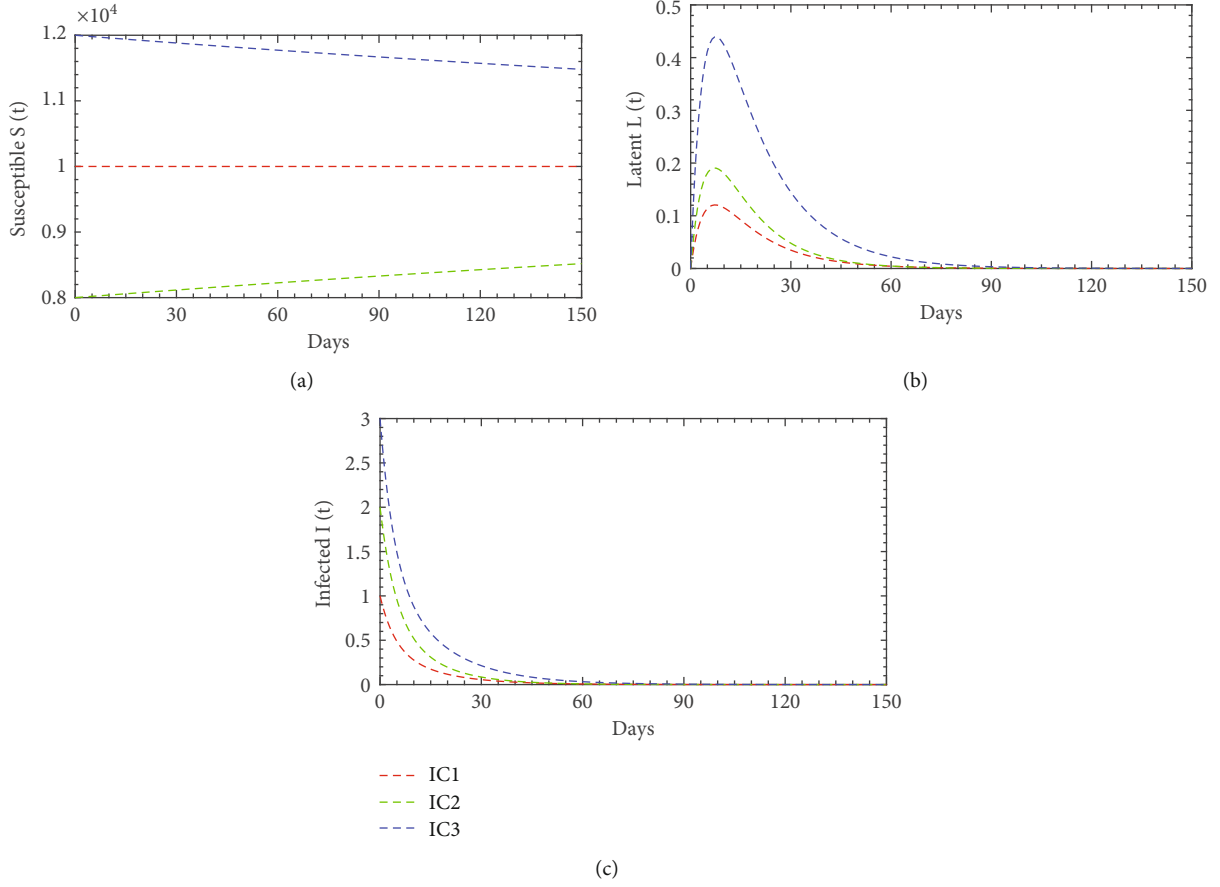 ×10⁴
1.2
1.1
1
0.9
0.8
Susceptible S (t)
0 30 60 90 120 150
Days
(a)
0.5
0.4
0.3
0.2
0.1
0
Latent L (t)
0 30 60 90 120 150
Days
(b)
3
2.5
2
1.5
1
0.5
0
Infected I (t)
0 30 60 90 120 150
Days
IC1
IC2
IC3
(c)